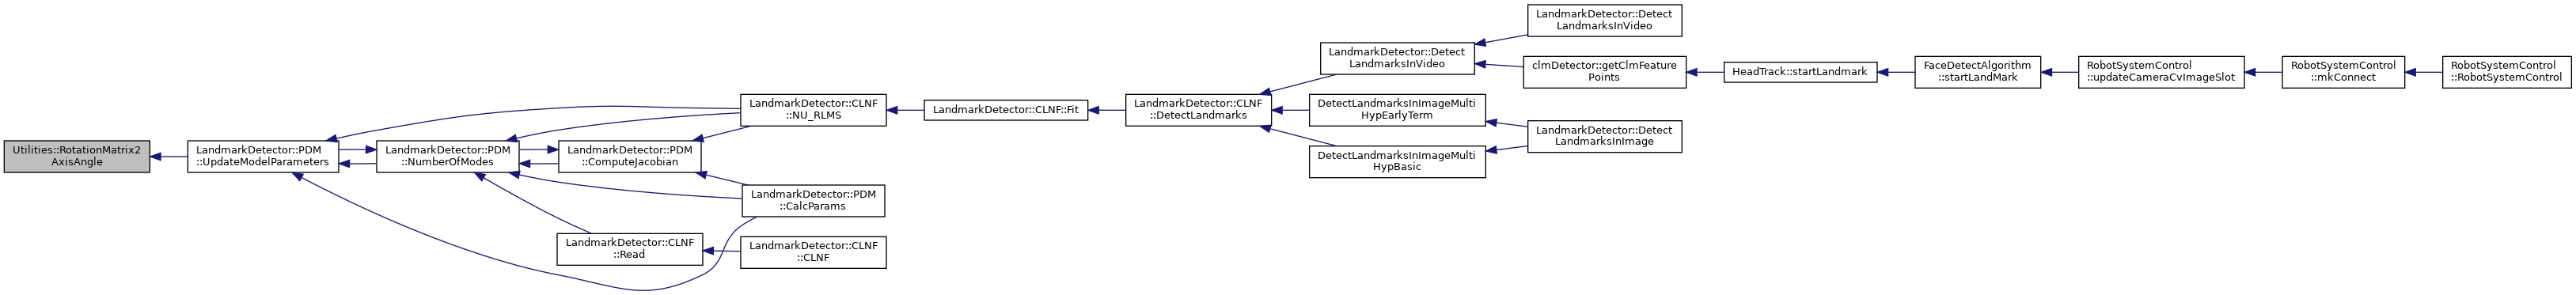 Utilities::RotationMatrix2
AxisAngle
LandmarkDetector::PDM
::UpdateModelParameters
LandmarkDetector::PDM
::NumberOfModes
LandmarkDetector::PDM
::ComputeJacobian
LandmarkDetector::CLNF
::NU_RLMS
LandmarkDetector::PDM
::CalcParams
LandmarkDetector::CLNF
::Read
LandmarkDetector::CLNF
::CLNF
LandmarkDetector::CLNF::Fit
LandmarkDetector::CLNF
::DetectLandmarks
LandmarkDetector::Detect
LandmarksInVideo
DetectLandmarksInImageMulti
HypEarlyTerm
DetectLandmarksInImageMulti
HypBasic
LandmarkDetector::Detect
LandmarksInVideo
clmDetector::getClmFeature
Points
LandmarkDetector::Detect
LandmarksInImage
HeadTrack::startLandmark
FaceDetectAlgorithm
::startLandMark
RobotSystemControl
::updateCameraCvImageSlot
RobotSystemControl
::mkConnect
RobotSystemControl
::RobotSystemControl